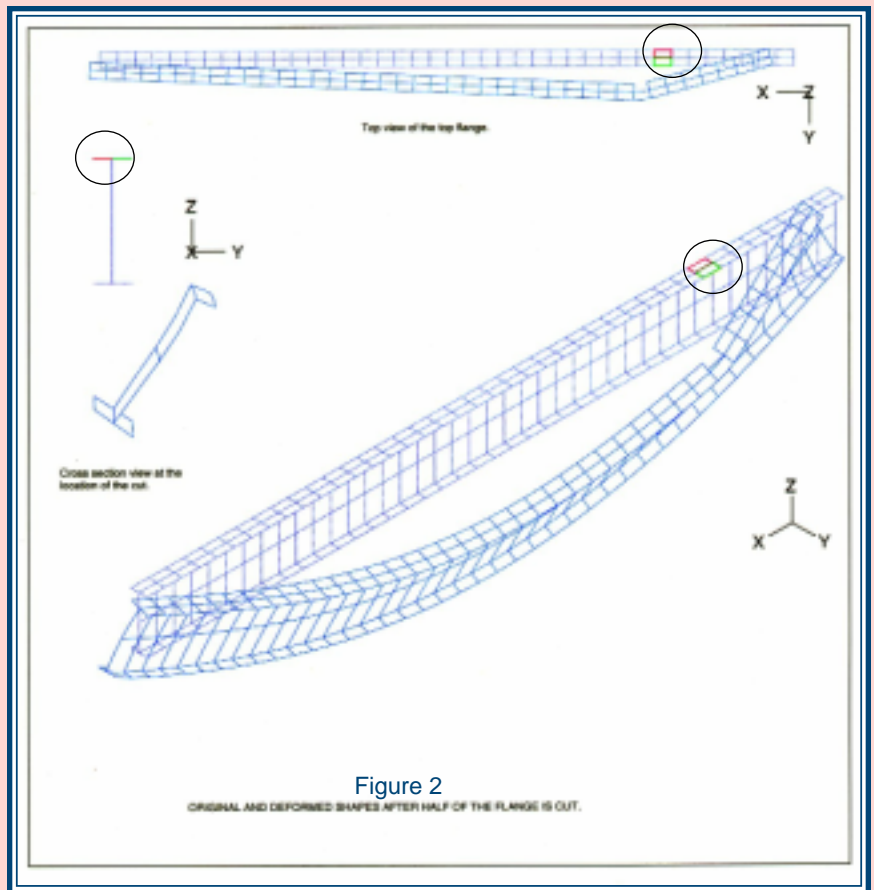 X
Z
Y
Top view of the top flange.
Z
X
Y
Cross section view at the
location of the cut.
Z
X
Y
Figure 2
ORIGINAL AND DEFORMED SHAPES AFTER HALF OF THE FLANGE IS CUT.